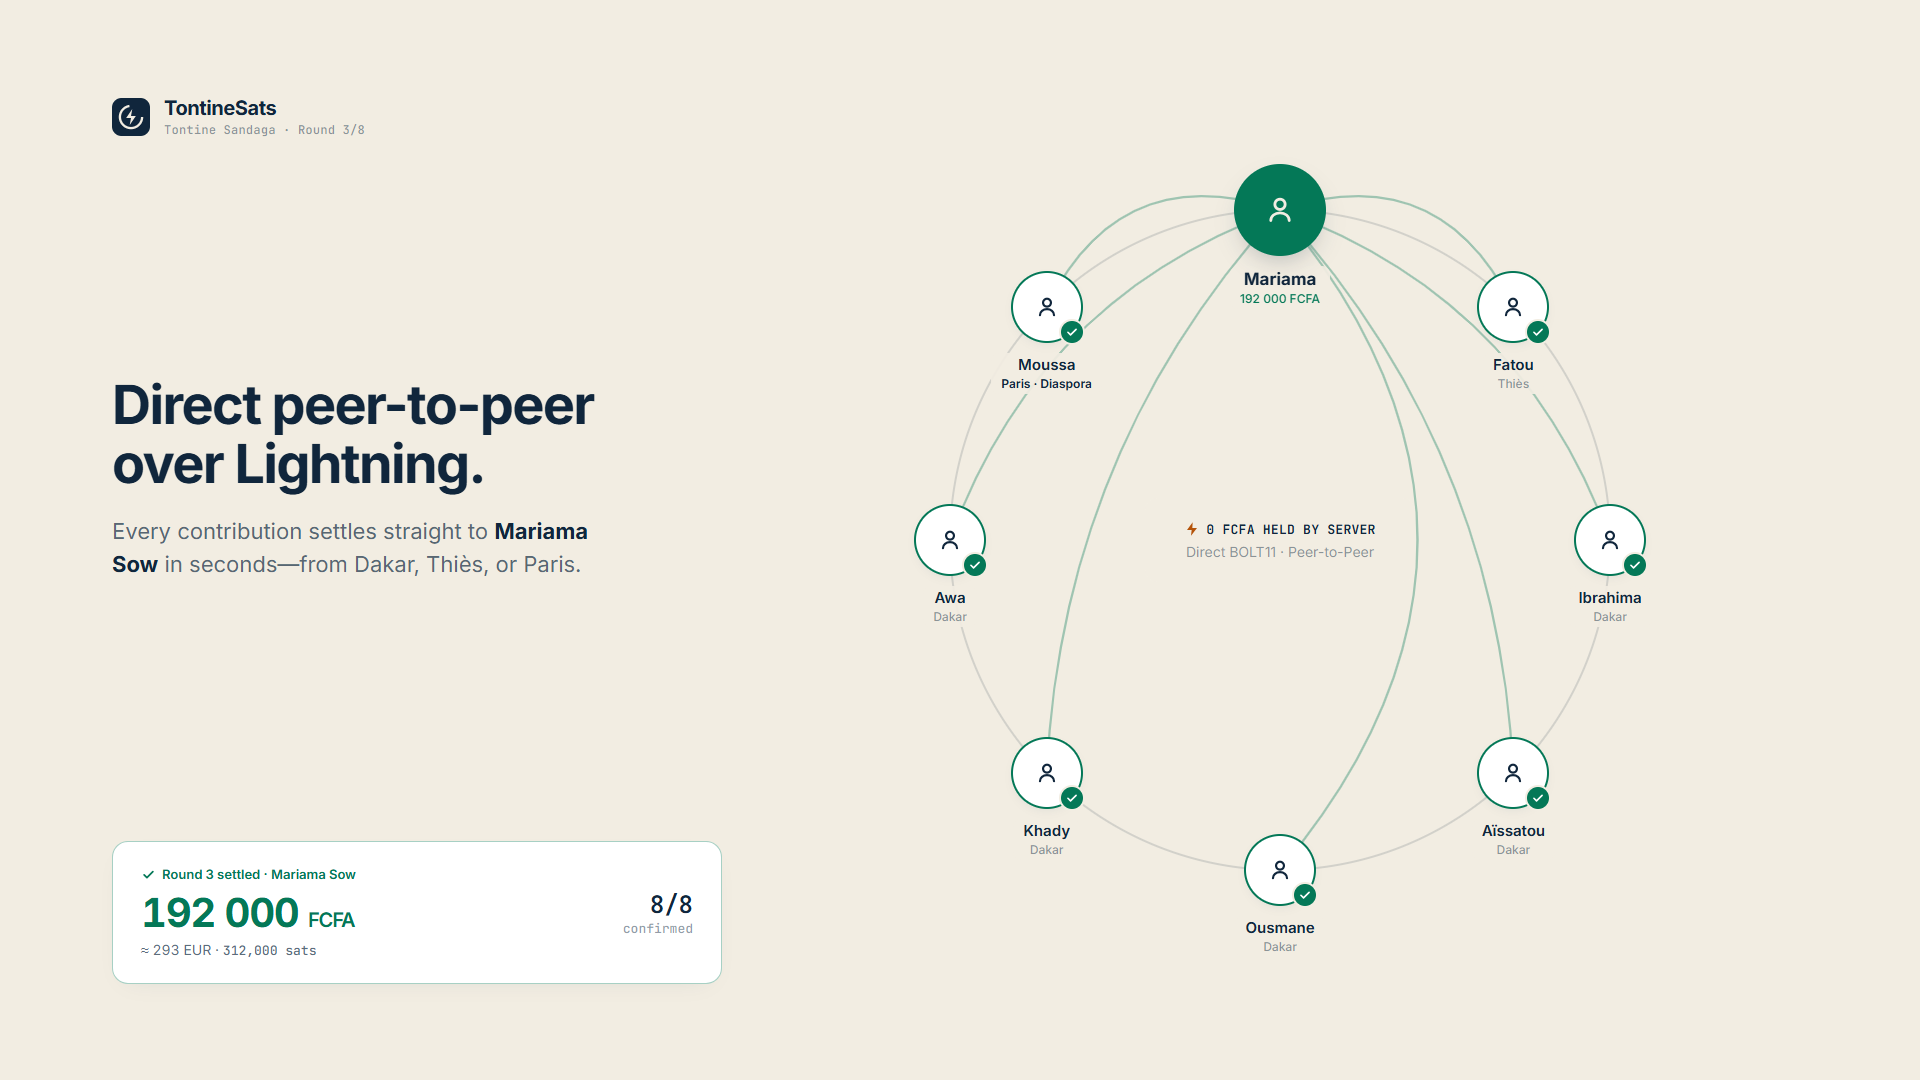 TontineSats
Tontine Sandaga · Round 3/8
Direct peer-to-peer
over Lightning.
Every contribution settles straight to Mariama
Sow in seconds—from Dakar, Thiès, or Paris.
Round 3 settled · Mariama Sow
192 000 FCFA
≈ 293 EUR · 312,000 sats
8/8
confirmed
Mariama
192 000 FCFA
Moussa
Paris · Diaspora
Fatou
Thiès
0 FCFA HELD BY SERVER
Direct BOLT11 · Peer-to-Peer
Awa
Dakar
Ibrahima
Dakar
Khady
Dakar
Aïssatou
Dakar
Ousmane
Dakar